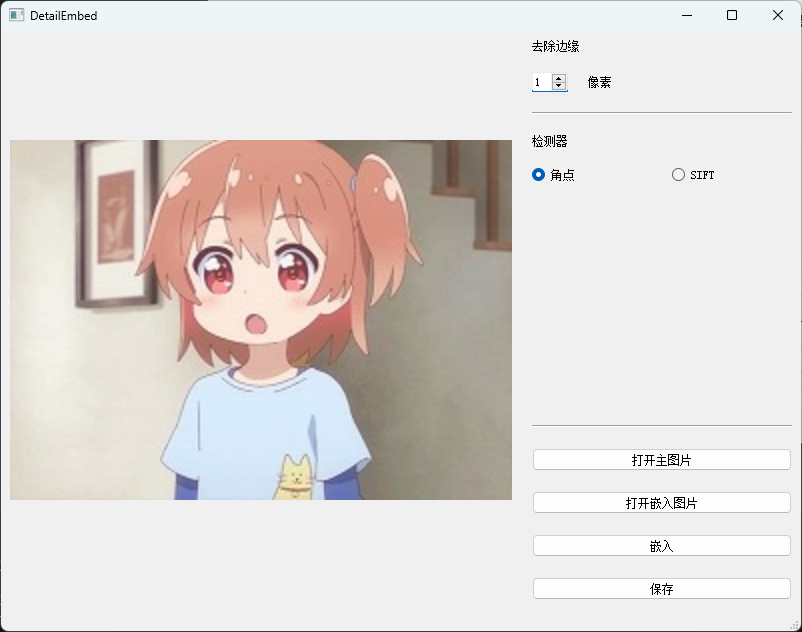 DetailEmbed
去除边缘
1 像素
检测器
角点 SIFT
打开主图片
打开嵌入图片
嵌入
保存